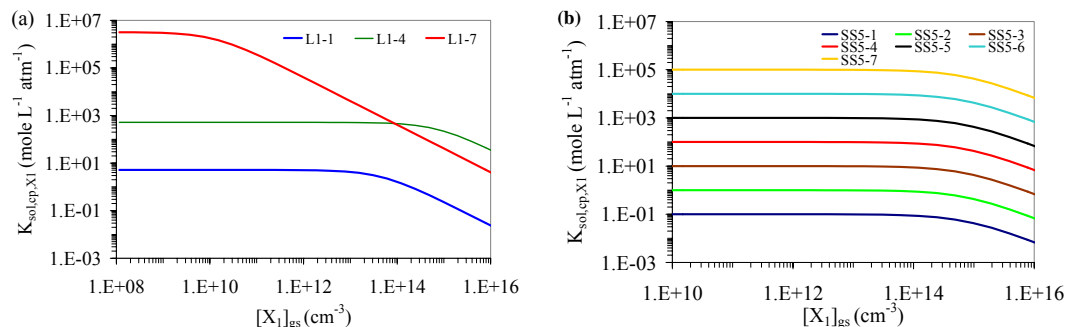 (a)
1.E+07
1.E+05
1.E+03
1.E+01
1.E-01
1.E-03
K sol,cp,X1 (mole L-1 atm-1)
L1-1 L1-4 L1-7
1.E+08 1.E+10 1.E+12 1.E+14 1.E+16
[X1]gs (cm-3)
(b)
1.E+07
1.E+05
1.E+03
1.E+01
1.E-01
1.E-03
K sol,cp,X1 (mole L-1 atm-1)
SS5-1 SS5-2 SS5-3
SS5-4 SS5-5 SS5-6
SS5-7
1.E+10 1.E+12 1.E+14 1.E+16
[X1]gs (cm-3)